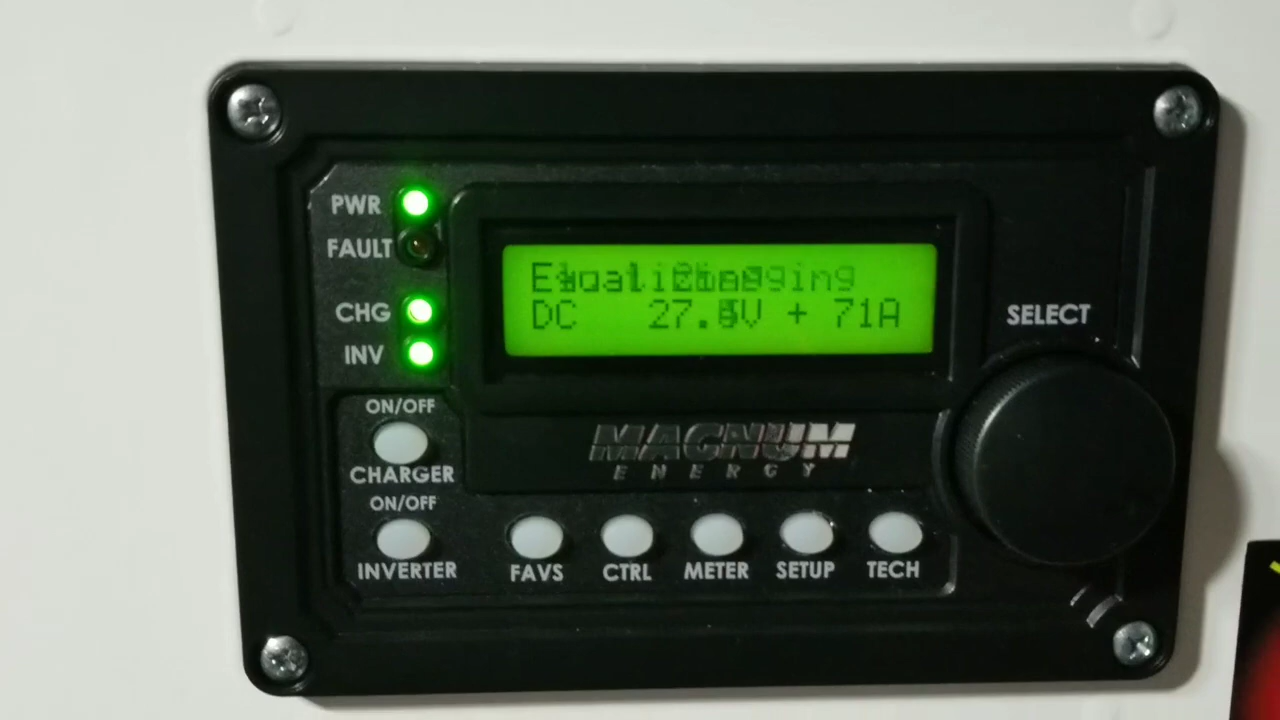 PWR
FAULT
CHG
INV
DC + 71A
SELECT
ON/OFF
CHARGER
MAGNUM
ENERGY
ON/OFF
INVERTER
FAVS CTRL METER SETUP TECH